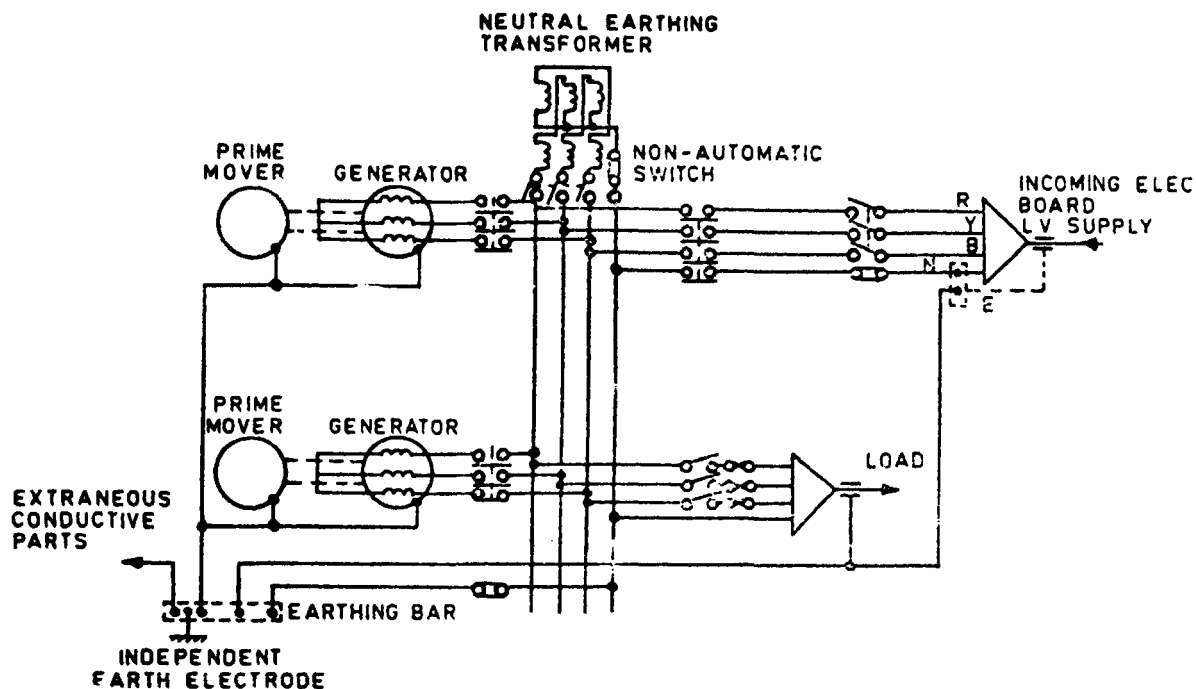 NEUTRAL EARTHING
TRANSFORMER
PRIME
MOVER
GENERATOR
NON-AUTOMATIC
SWITCH
INCOMING ELEC
BOARD
LV SUPPLY
R
Y
B
N
E
PRIME
MOVER
GENERATOR
LOAD
EXTRANEOUS
CONDUCTIVE
PARTS
EARTHING BAR
INDEPENDENT
EARTH ELECTRODE